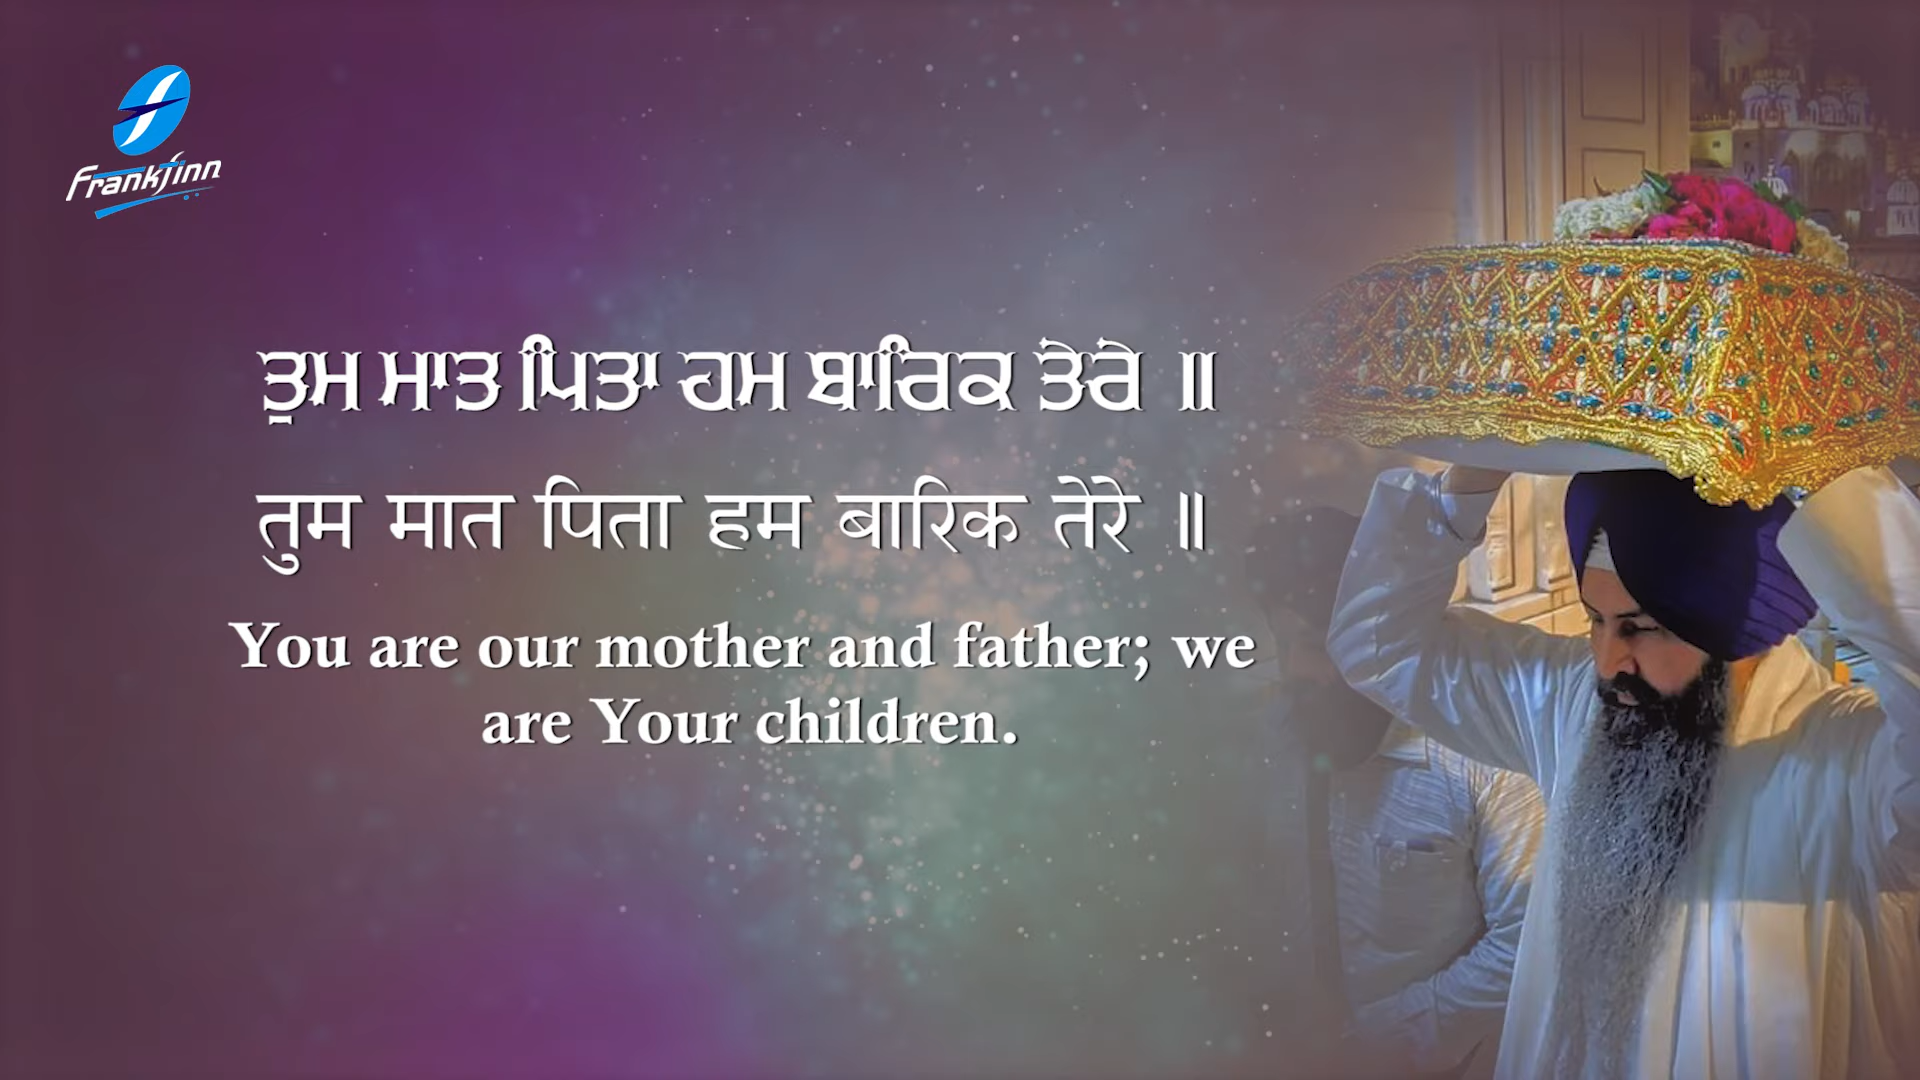 Frankfinn
ਤੁਮ ਮਾਤ ਪਿਤਾ ਹਮ ਬਾਰਿਕ ਤੇਰੇ ॥
तुम मात पिता हम बारिक तेरे ॥
You are our mother and father; we
are Your children.